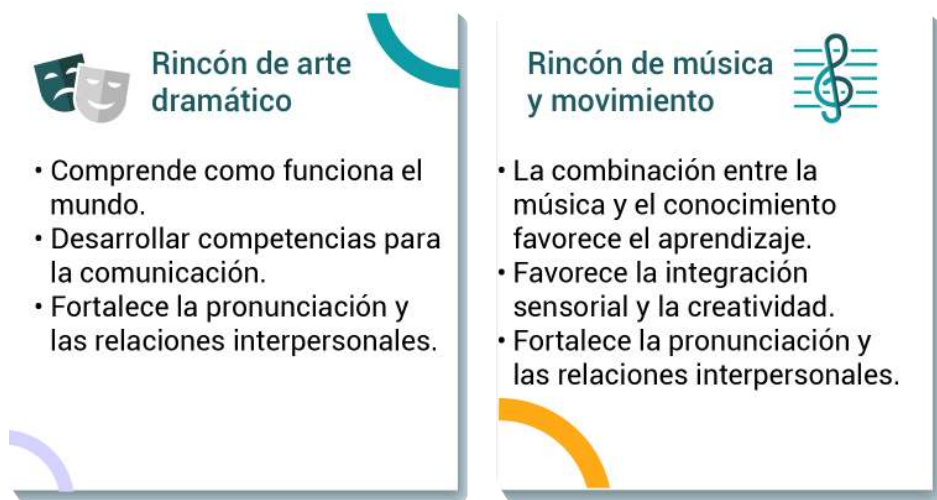 Rincón de arte
dramático
• Comprende como funciona el
mundo.
• Desarrollar competencias para
la comunicación.
• Fortalece la pronunciación y
las relaciones interpersonales.
Rincón de música
y movimiento
• La combinación entre la
música y el conocimiento
favorece el aprendizaje.
• Favorece la integración
sensorial y la creatividad.
• Fortalece la pronunciación y
las relaciones interpersonales.